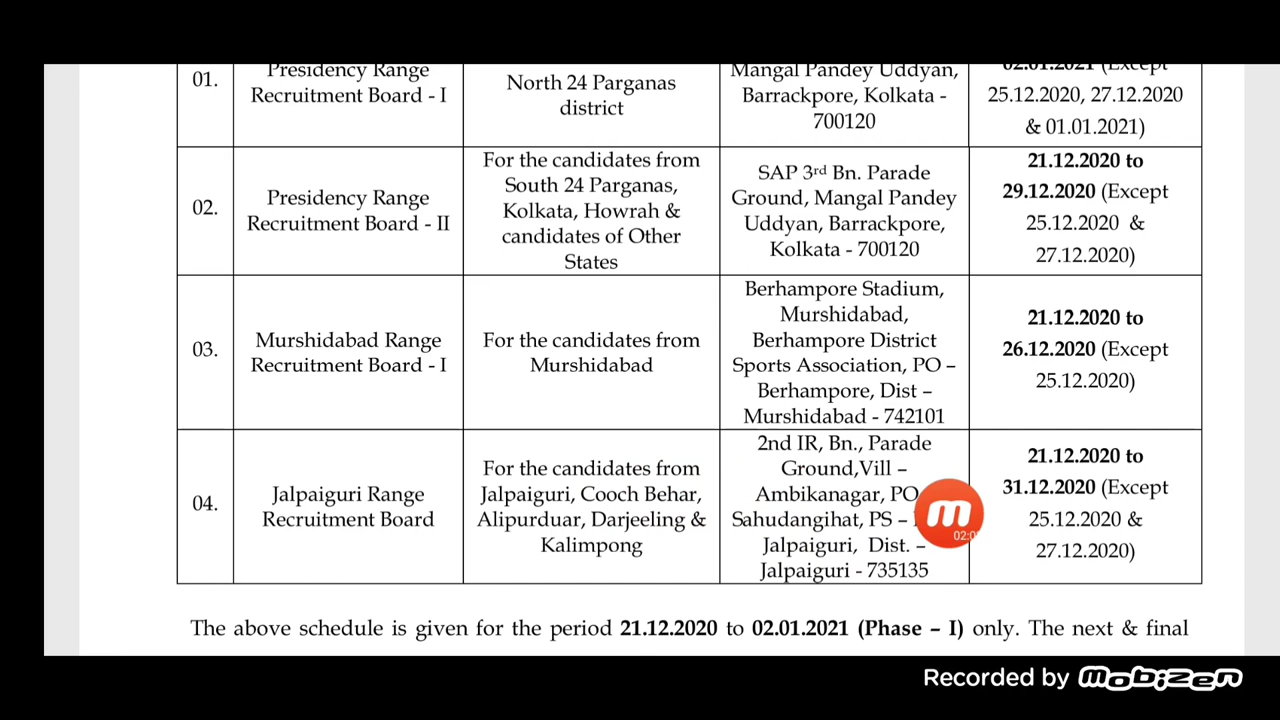 01.
Presidency Range
Recruitment Board - I
North 24 Parganas
district
Mangal Pandey Uddyan,
Barrackpore, Kolkata -
700120
02.01.2021 (Except
25.12.2020, 27.12.2020
& 01.01.2021)
02.
Presidency Range
Recruitment Board - II
For the candidates from
South 24 Parganas,
Kolkata, Howrah &
candidates of Other
States
SAP 3rd Bn. Parade
Ground, Mangal Pandey
Uddyan, Barrackpore,
Kolkata - 700120
21.12.2020 to
29.12.2020 (Except
25.12.2020 &
27.12.2020)
03.
Murshidabad Range
Recruitment Board - I
For the candidates from
Murshidabad
Berhampore Stadium,
Murshidabad,
Berhampore District
Sports Association, PO –
Berhampore, Dist –
Murshidabad - 742101
21.12.2020 to
26.12.2020 (Except
25.12.2020)
04.
Jalpaiguri Range
Recruitment Board
For the candidates from
Jalpaiguri, Cooch Behar,
Alipurduar, Darjeeling &
Kalimpong
2nd IR, Bn., Parade
Ground,Vill –
Ambikanagar, PO
Sahudangihat, PS –
Jalpaiguri, Dist. –
Jalpaiguri - 735135
21.12.2020 to
31.12.2020 (Except
25.12.2020 &
27.12.2020)
The above schedule is given for the period 21.12.2020 to 02.01.2021 (Phase – I) only. The next & final
Recorded by mobizen